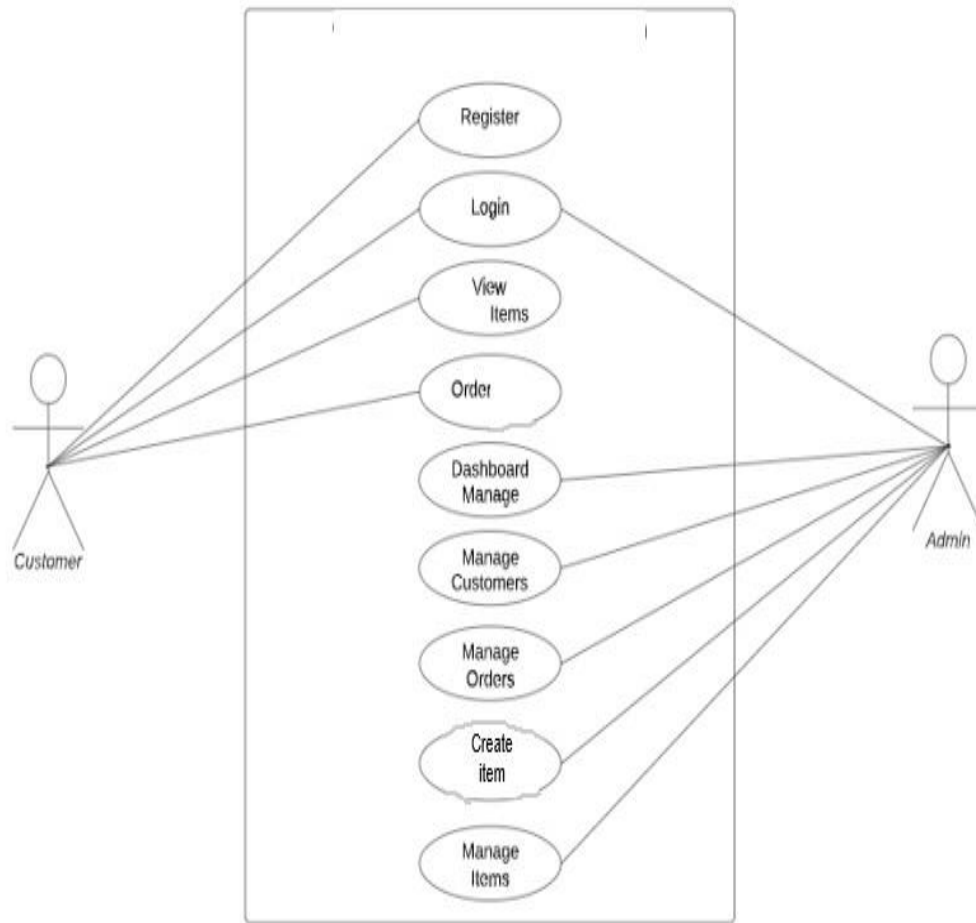 Register
Login
View
Items
Order
Dashboard
Manage
Customer
Admin
Manage
Customers
Manage
Orders
Create
item
Manage
Items